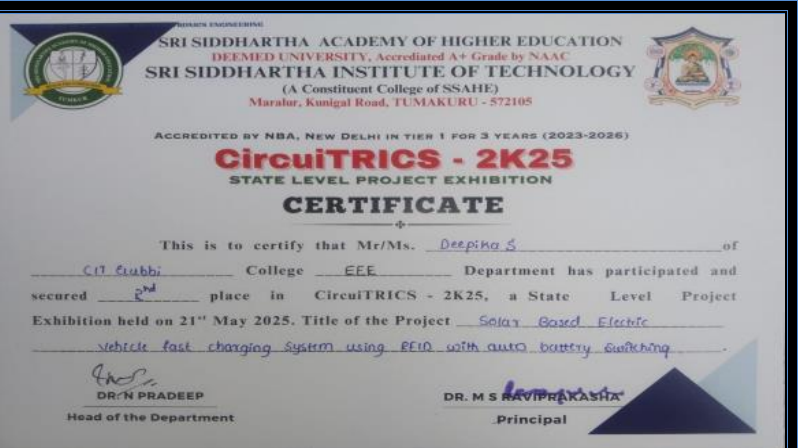 SRI SIDDHARTHA ACADEMY OF HIGHER EDUCATION
DEEMED UNIVERSITY, Accredited A+ Grade by NAAC
SRI SIDDHARTHA INSTITUTE OF TECHNOLOGY
(A Constituent College of SSAHE)
Maralur, Kunigal Road, TUMAKURU - 572105
ACCREDITED BY NBA, NEW DELHI IN TIER 1 FOR 3 YEARS (2023-2026)
CircuiTRICS - 2K25
STATE LEVEL PROJECT EXHIBITION
CERTIFICATE
This is to certify that Mr/Ms. Deepika S of
CIT Gubbi College EEE Department has participated and
secured 2nd place in CircuiTRICS - 2K25, a State Level Project
Exhibition held on 21st May 2025. Title of the Project Solar Based Electric
vehicle fast charging System using RFID with auto battery Switching.
DR. N PRADEEP
Head of the Department
DR. M S RAVIPRAKASHA
Principal